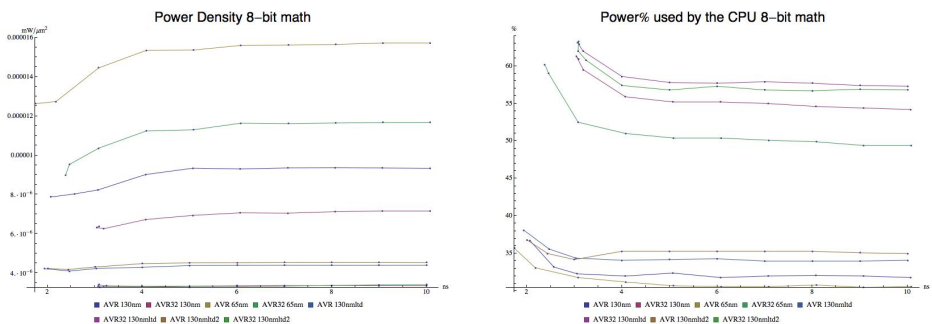 Power Density 8-bit math
mW/μm²
0.000016
0.000014
0.000012
0.00001
8.·10⁻⁶
6.·10⁻⁶
4.·10⁻⁶
2 4 6 8 10 ns
AVR 130nm AVR32 130nm AVR 65nm AVR32 65nm AVR 130nmltd
AVR32 130nmltd AVR 130nmltd2 AVR32 130nmltd2
Power% used by the CPU 8-bit math
%
60
55
50
45
40
35
2 4 6 8 10 ns
AVR 130nm AVR32 130nm AVR 65nm AVR32 65nm AVR 130nmltd
AVR32 130nmltd AVR 130nmltd2 AVR32 130nmltd2